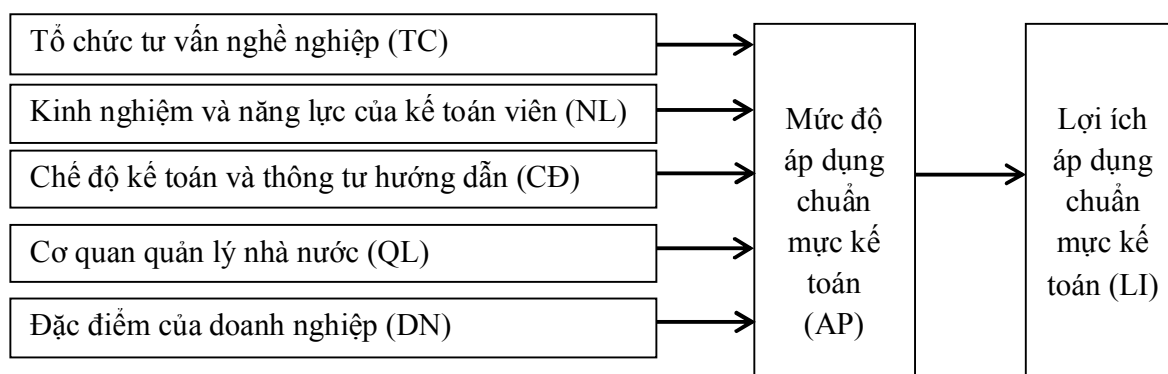 Tổ chức tư vấn nghề nghiệp (TC)
Kinh nghiệm và năng lực của kế toán viên (NL)
Chế độ kế toán và thông tư hướng dẫn (CĐ)
Cơ quan quản lý nhà nước (QL)
Đặc điểm của doanh nghiệp (DN)
Mức độ
áp dụng
chuẩn
mực kế
toán
(AP)
Lợi ích
áp dụng
chuẩn
mực kế
toán (LI)